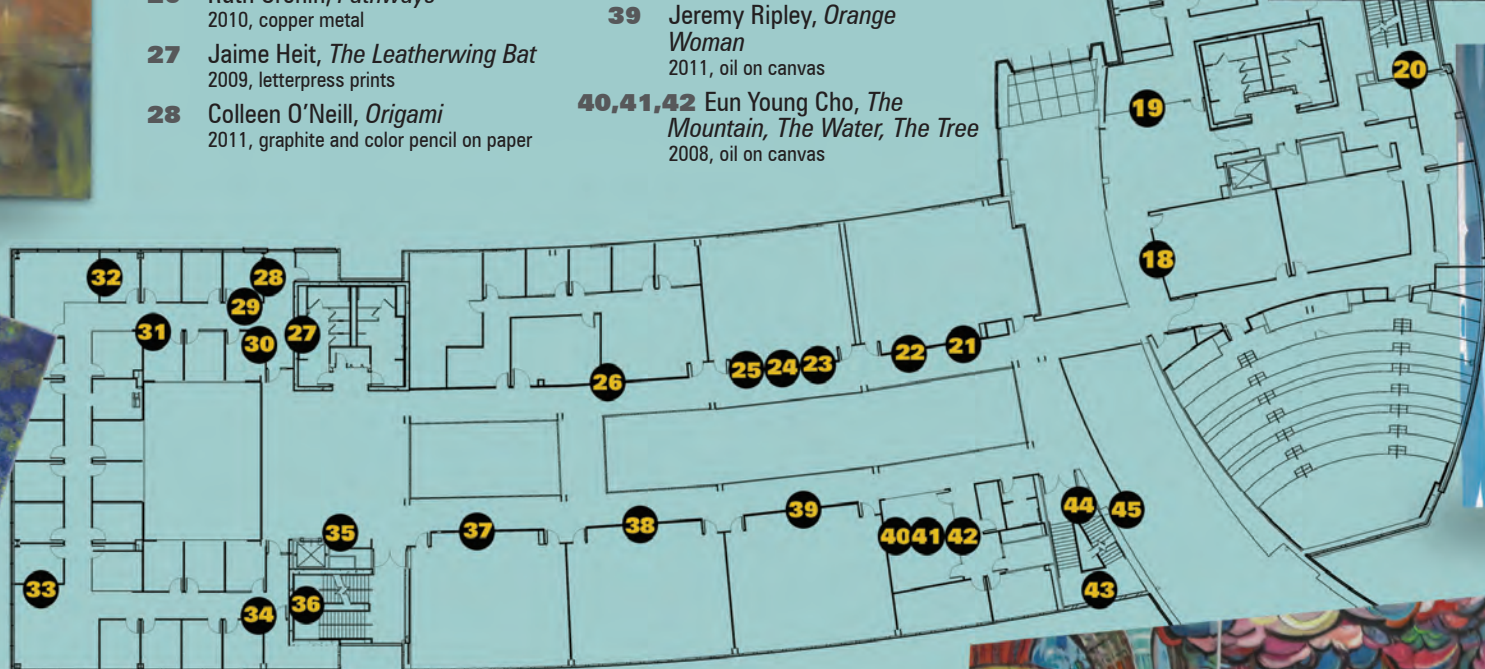 26 Ruth Cronin, Pathways
2010, copper metal
27 Jaime Heit, The Leatherwing Bat
2009, letterpress prints
28 Colleen O'Neill, Origami
2011, graphite and color pencil on paper
39 Jeremy Ripley, Orange
Woman
2011, oil on canvas
40,41,42 Eun Young Cho, The
Mountain, The Water, The Tree
2008, oil on canvas
20
19
18
32
28
29
31
30
27
26
25 24 23
22
21
35
37
38
39
40 41 42
44
45
33
34
36
43